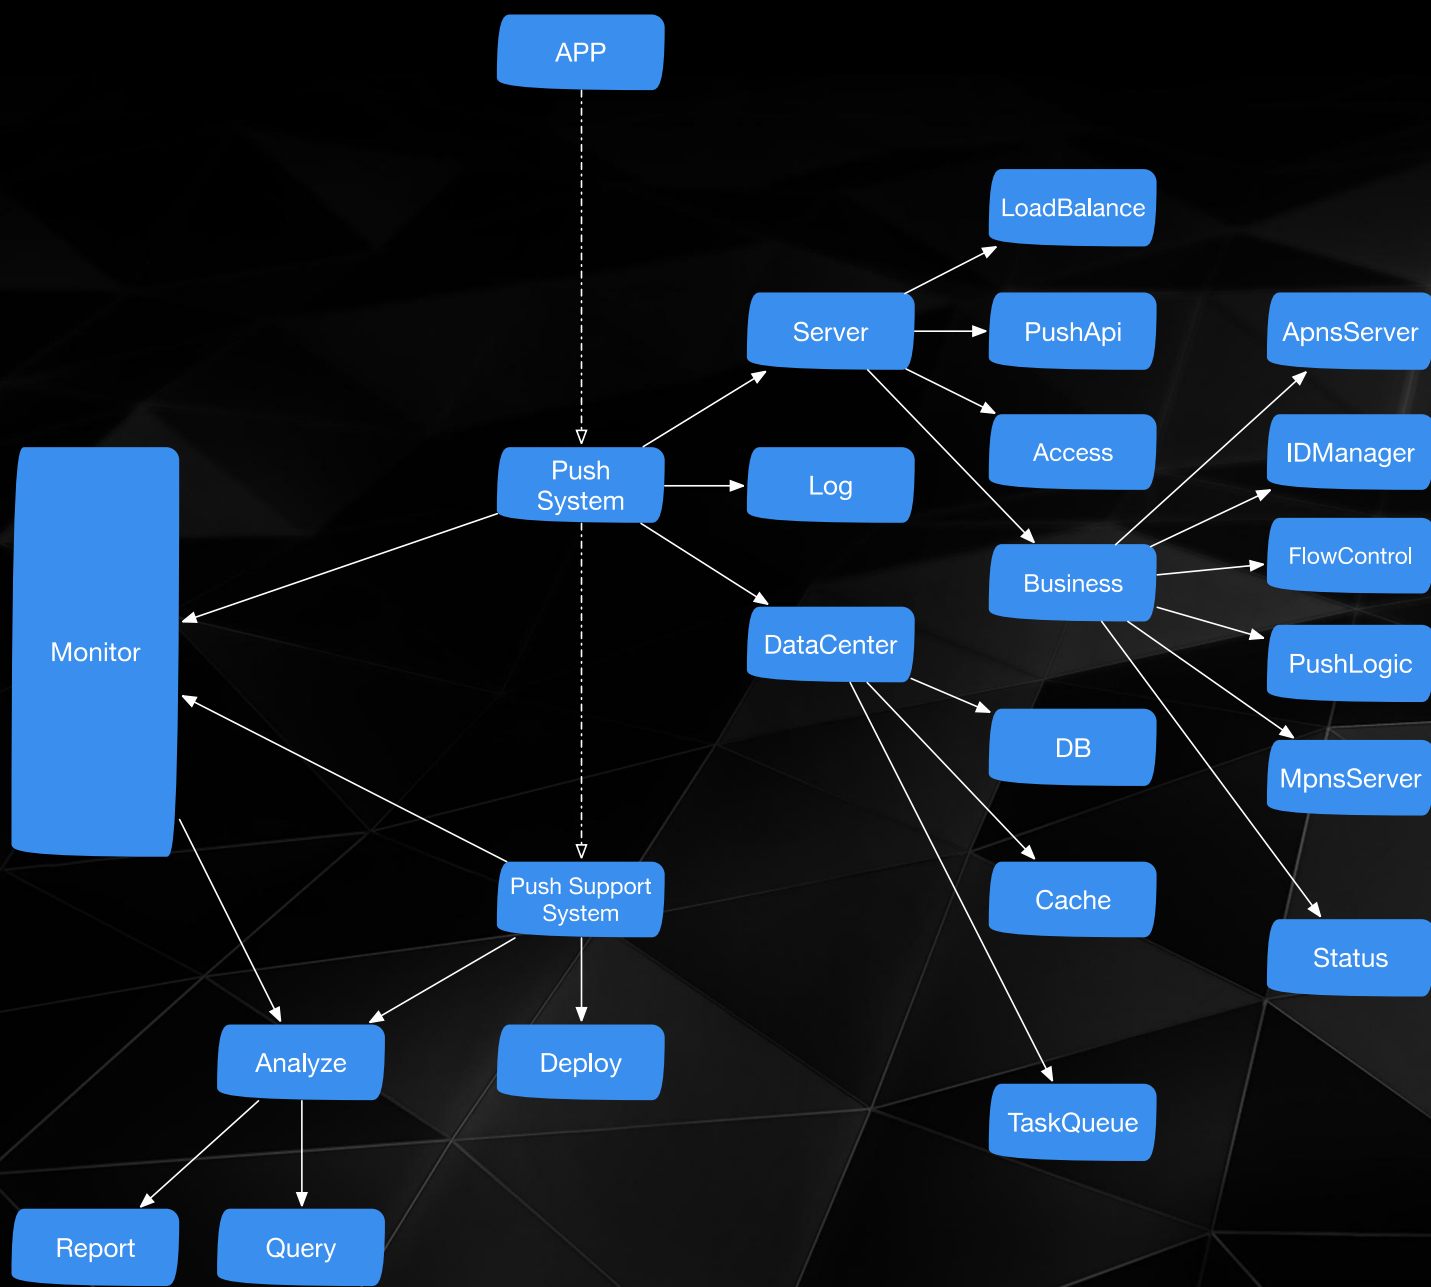 APP
LoadBalance
Server
PushApi
ApnsServer
Access
IDManager
Push
System
Log
FlowControl
Business
Monitor
DataCenter
PushLogic
DB
MpnsServer
Push Support
System
Cache
Status
Analyze
Deploy
TaskQueue
Report
Query